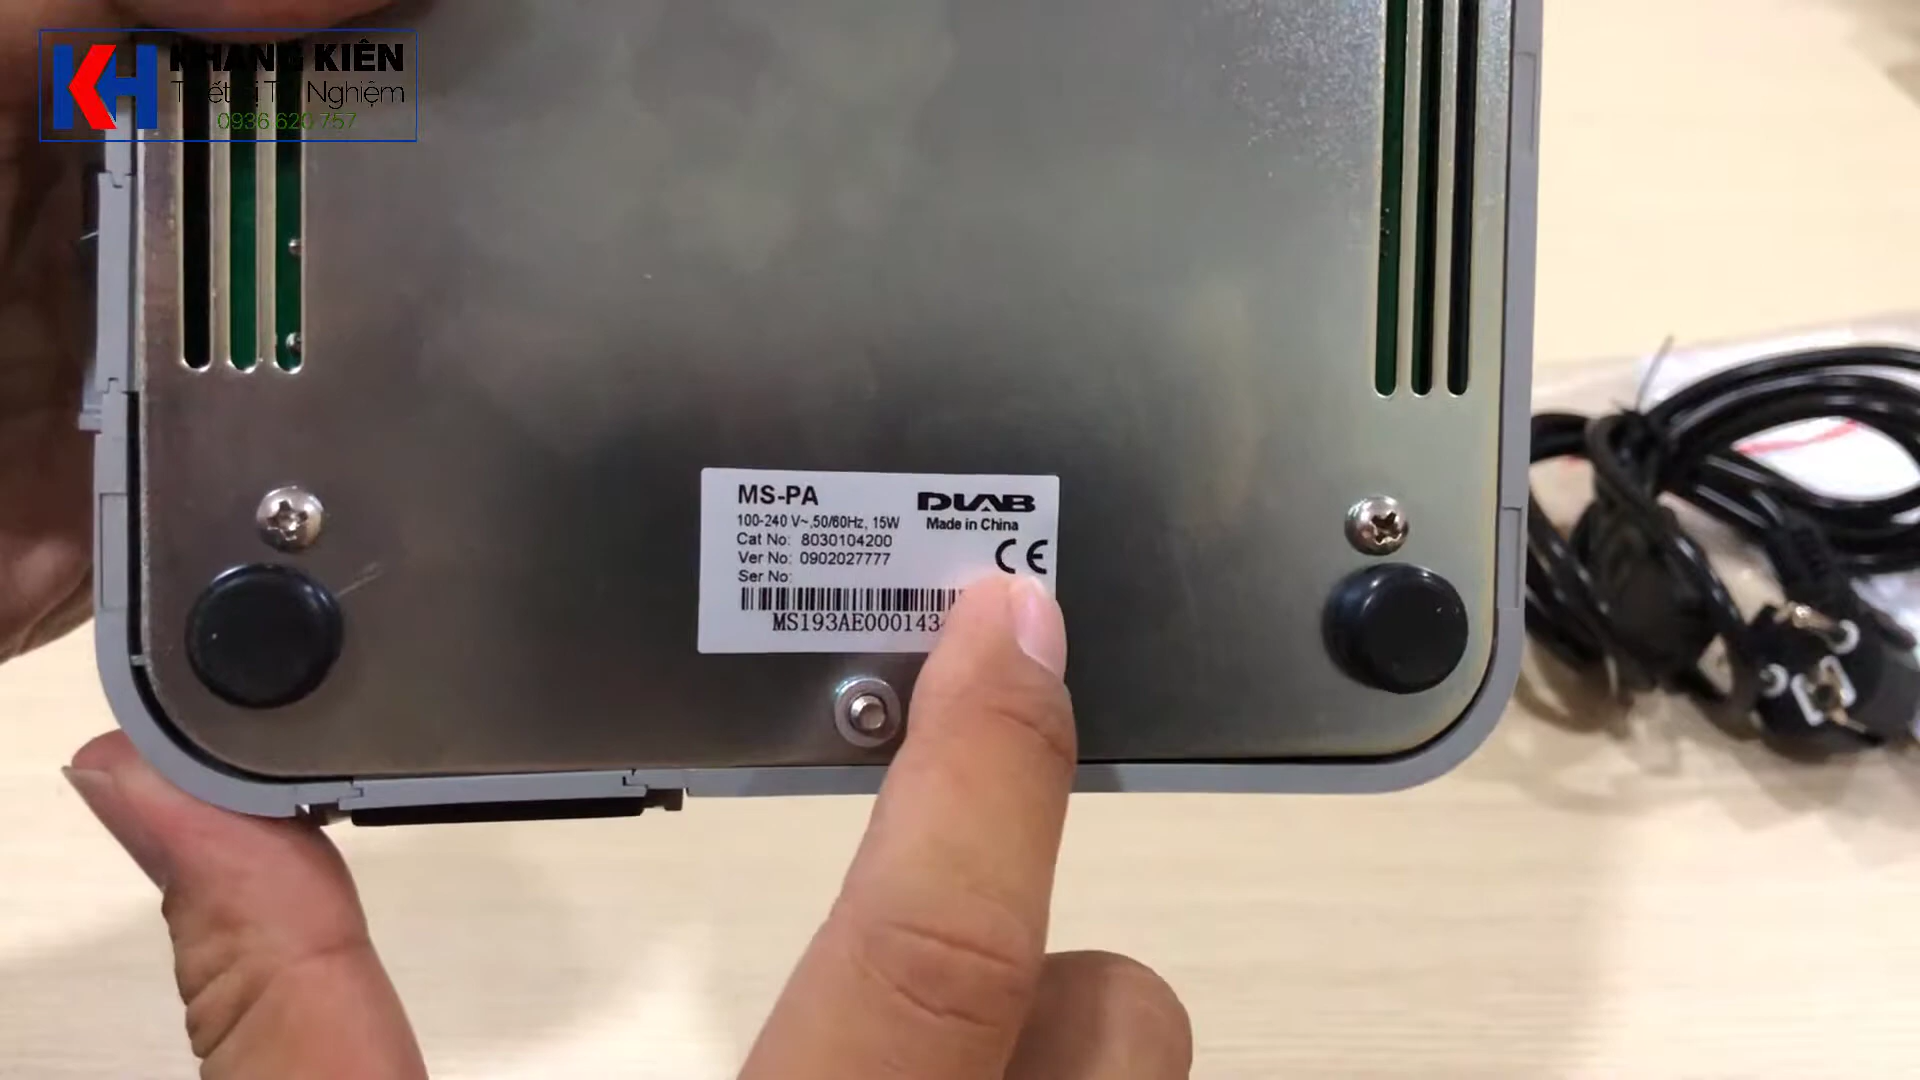 KHANG KIÊN
Thiết Bị Thí Nghiệm
0936 620 757
MS-PA
DLAB
100-240 V~,50/60Hz, 15W
Made in China
Cat No: 8030104200
CE
Ver No: 0902027777
Ser No: